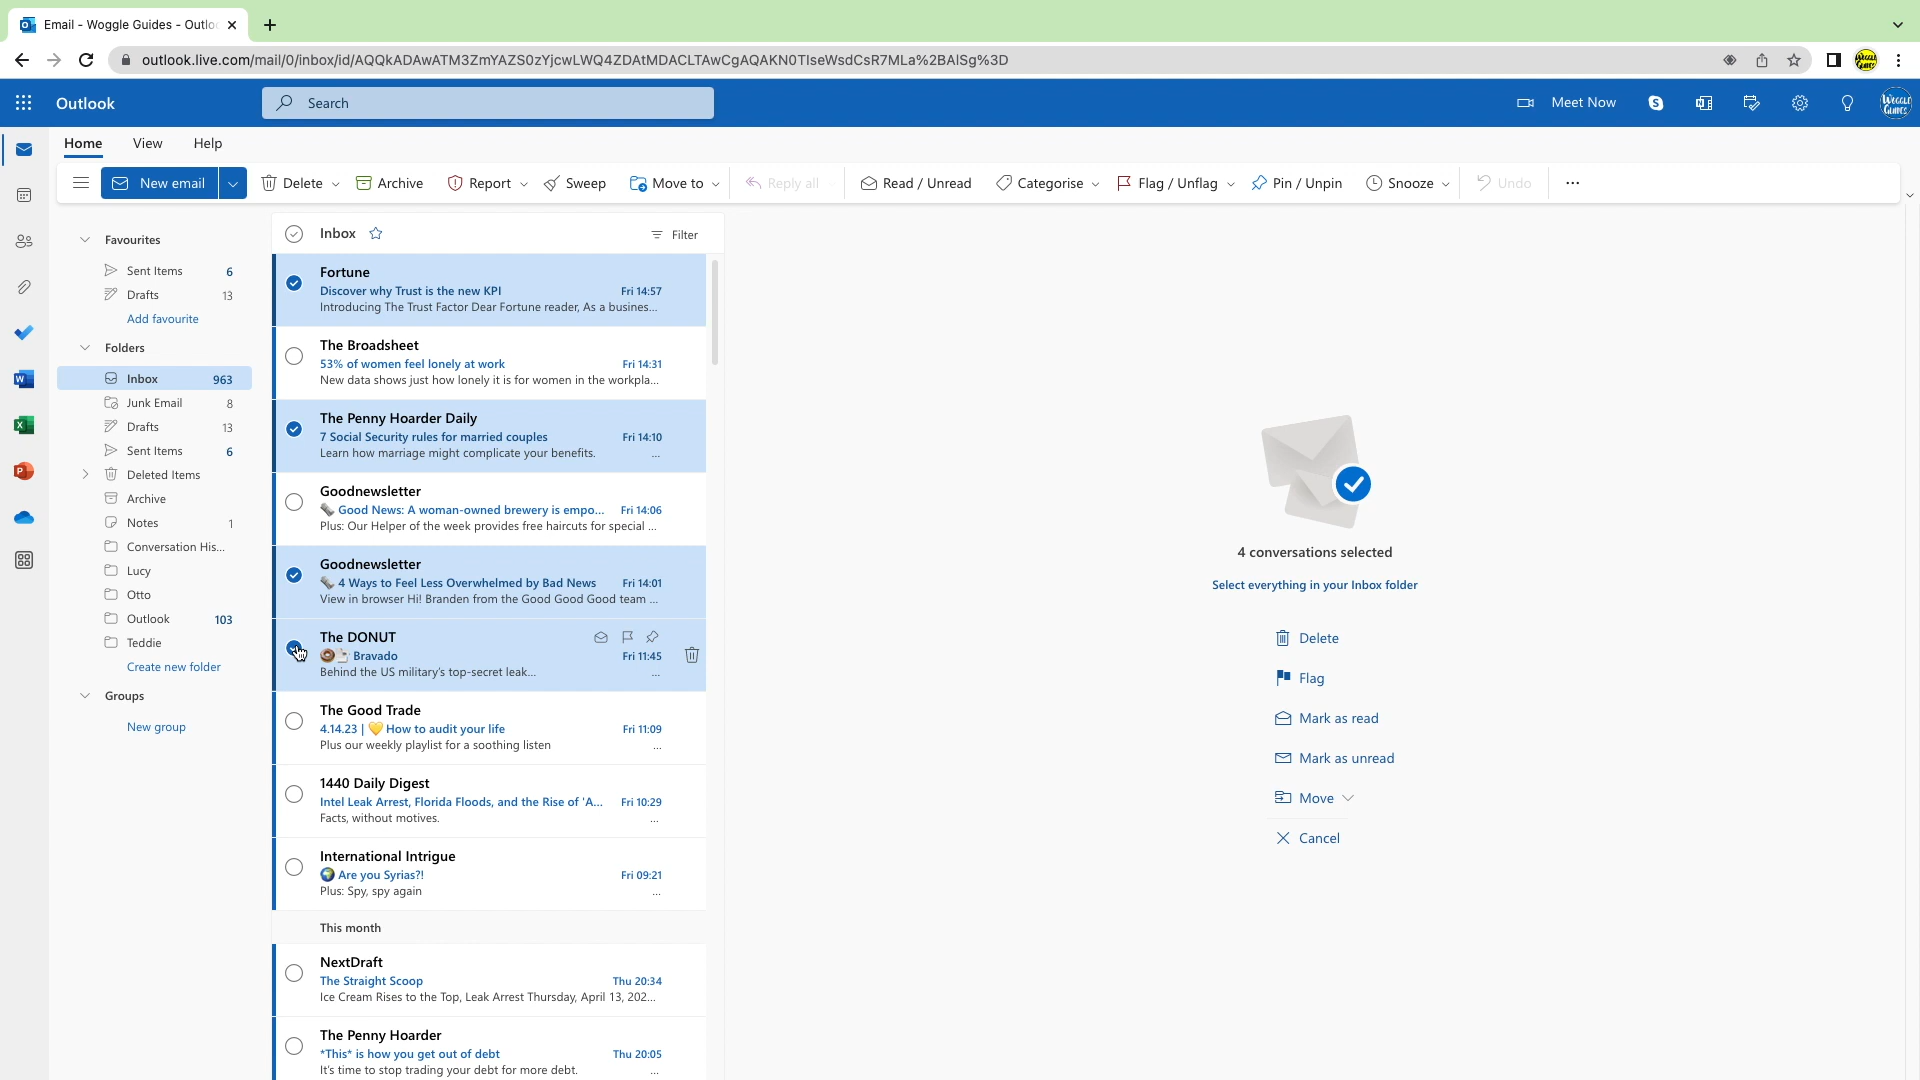 Email - Woggle Guides - Outlo
outlook.live.com/mail/0/inbox/id/AQQkADAwATM3ZmYAZS0zYjcwLWQ4ZDAtMDACLTAwCgAQAKN0TIseWsdCsR7MLa%2BAISg%3D
Outlook
Search
Meet Now
Home View Help
New email Delete Archive Report Sweep Move to Reply all Read / Unread Categorise Flag / Unflag Pin / Unpin Snooze Undo ...
Favourites
Sent Items 6
Drafts 13
Add favourite
Folders
Inbox 963
Junk Email 8
Drafts 13
Sent Items 6
Deleted Items
Archive
Notes 1
Conversation His...
Lucy
Otto
Outlook 103
Teddie
Create new folder
Groups
New group
Inbox Filter
Fortune
Discover why Trust is the new KPI Fri 14:57
Introducing The Trust Factor Dear Fortune reader, As a busines...
The Broadsheet
53% of women feel lonely at work Fri 14:31
New data shows just how lonely it is for women in the workpla...
The Penny Hoarder Daily
7 Social Security rules for married couples Fri 14:10
Learn how marriage might complicate your benefits. ...
Goodnewsletter
🗞️ Good News: A woman-owned brewery is empo... Fri 14:06
Plus: Our Helper of the week provides free haircuts for special ...
Goodnewsletter
🗞️ 4 Ways to Feel Less Overwhelmed by Bad News Fri 14:01
View in browser Hi! Branden from the Good Good Good team ...
The DONUT
🍩 Bravado Fri 11:45
Behind the US military's top-secret leak... ...
The Good Trade
4.14.23 | 💛 How to audit your life Fri 11:09
Plus our weekly playlist for a soothing listen ...
1440 Daily Digest
Intel Leak Arrest, Florida Floods, and the Rise of 'A... Fri 10:29
Facts, without motives. ...
International Intrigue
🌍 Are you Syrias?! Fri 09:21
Plus: Spy, spy again ...
This month
NextDraft
The Straight Scoop Thu 20:34
Ice Cream Rises to the Top, Leak Arrest Thursday, April 13, 202...
The Penny Hoarder
*This* is how you get out of debt Thu 20:05
It's time to stop trading your debt for more debt. ...
4 conversations selected
Select everything in your Inbox folder
Delete
Flag
Mark as read
Mark as unread
Move
Cancel